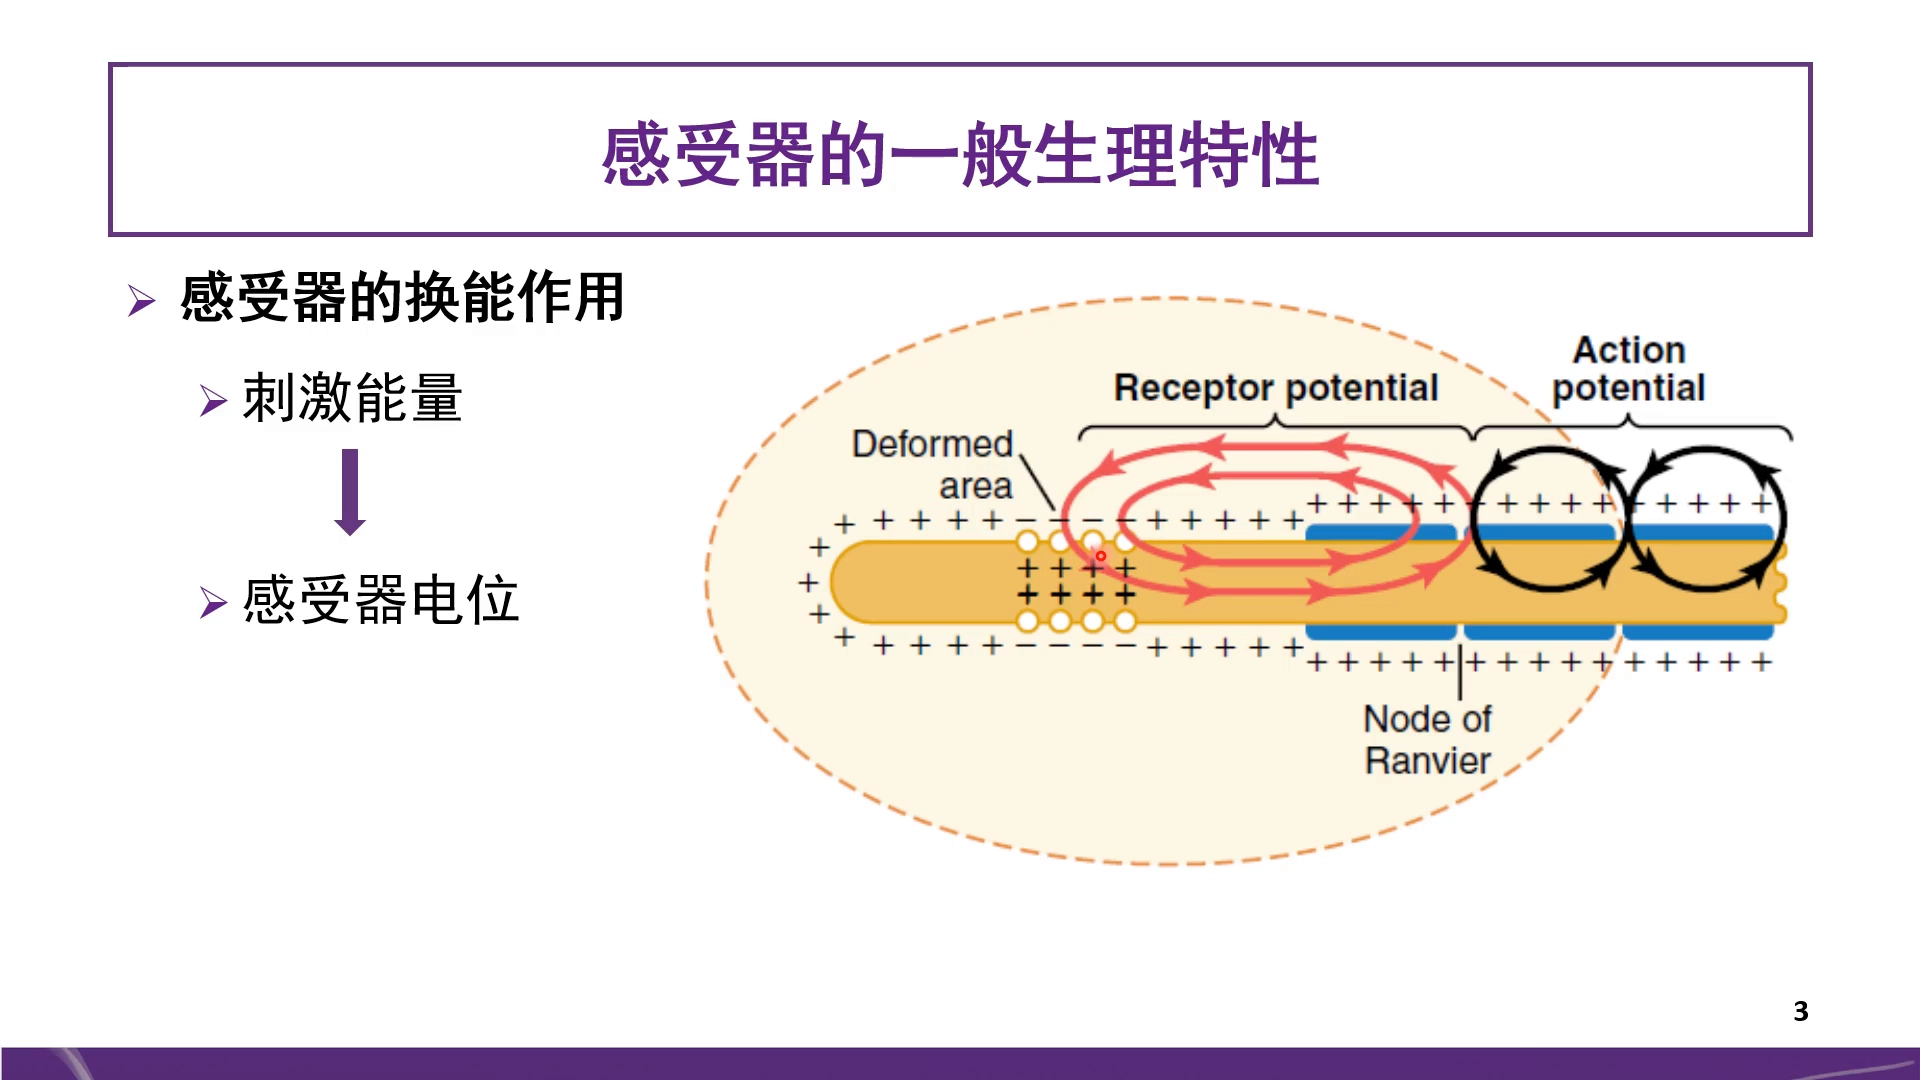 感受器的一般生理特性
感受器的换能作用
刺激能量
感受器电位
Action
potential
Receptor potential
Deformed
area
+ + + + + + + + + + + + + + +
+ + + + + − − − − + + + + +
+
+
+
+
+ + + +
+ + + +
+ + + + + − − − − + + + + +
+ + + + + + + + + + + + + + +
Node of
Ranvier
3